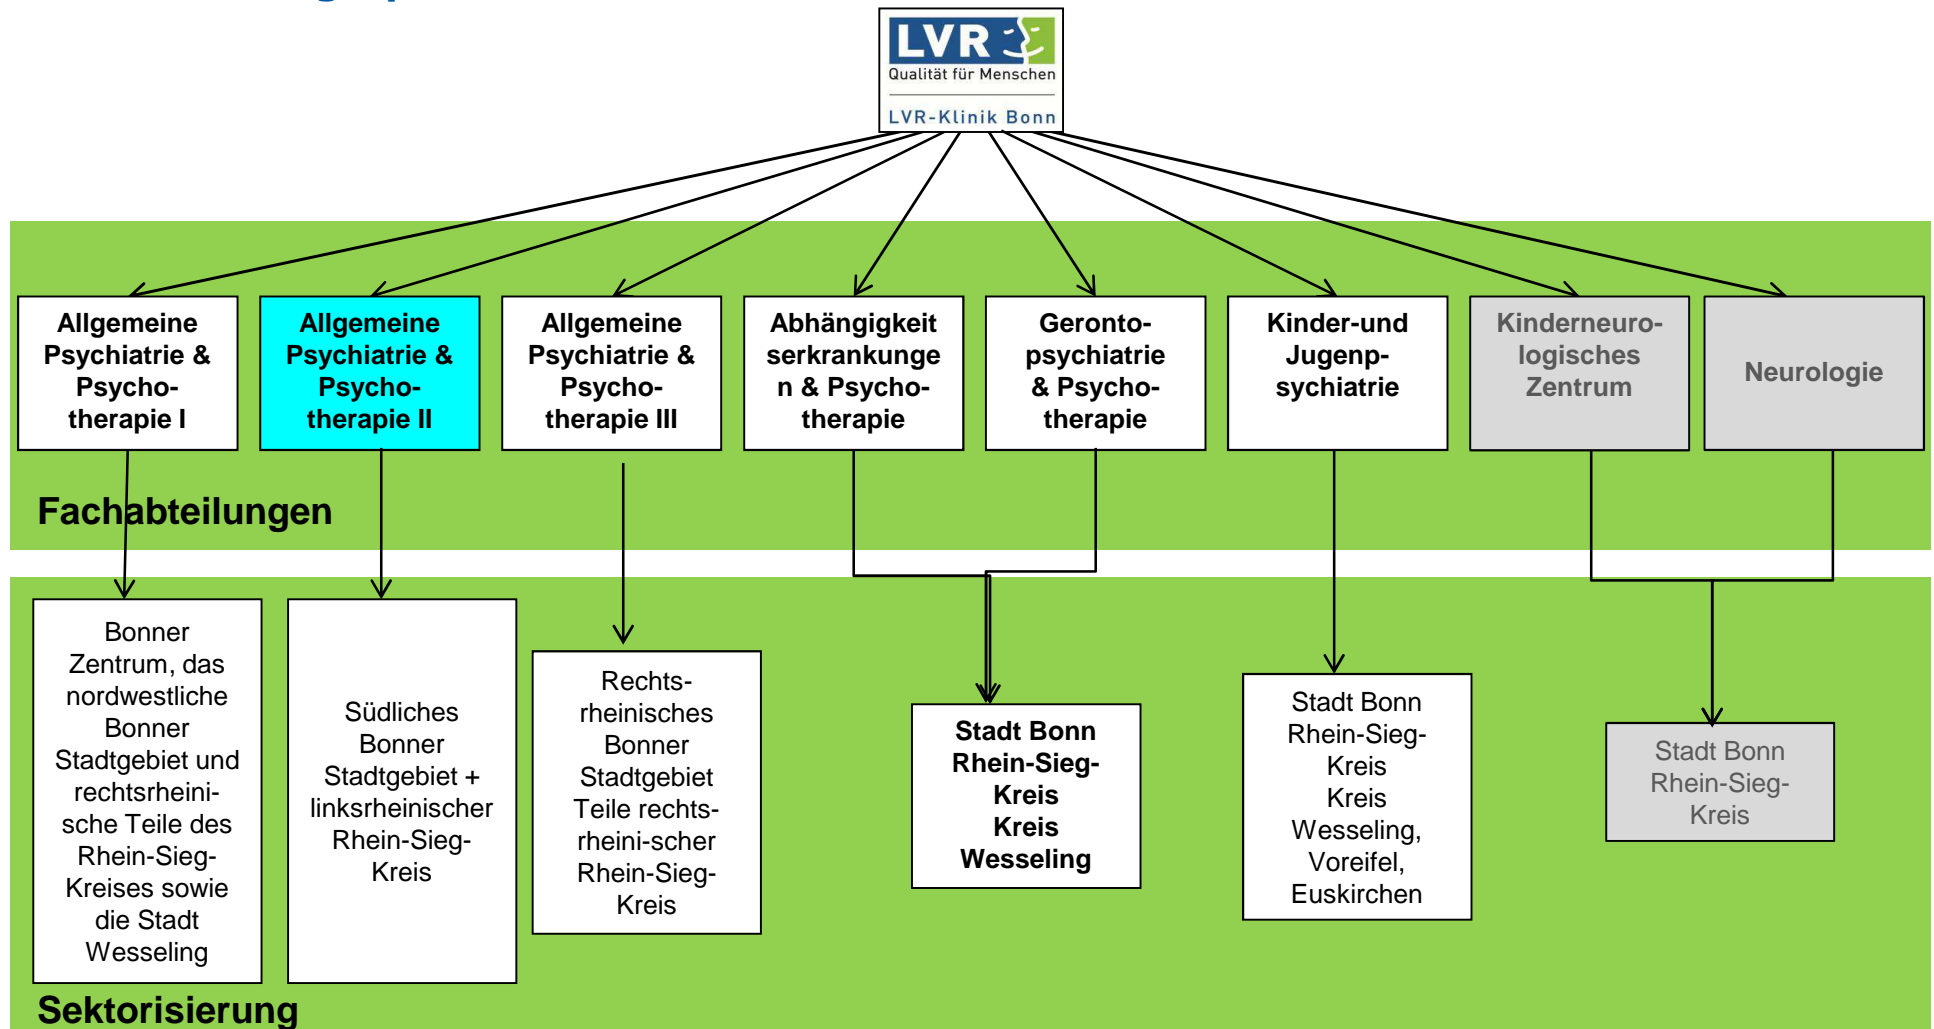 LVR
Qualität für Menschen
LVR-Klinik Bonn
Allgemeine
Psychiatrie &
Psycho-
therapie I
Allgemeine
Psychiatrie &
Psycho-
therapie II
Allgemeine
Psychiatrie &
Psycho-
therapie III
Abhängigkeit
serkrankunge
n & Psycho-
therapie
Geronto-
psychiatrie
& Psycho-
therapie
Kinder-und
Jugenp-
sychiatrie
Kinderneuro-
logisches
Zentrum
Neurologie
Fachabteilungen
Bonner
Zentrum, das
nordwestliche
Bonner
Stadtgebiet und
rechtsrheini-
sche Teile des
Rhein-Sieg-
Kreises sowie
die Stadt
Wesseling
Südliches
Bonner
Stadtgebiet +
linksrheinischer
Rhein-Sieg-
Kreis
Rechts-
rheinisches
Bonner
Stadtgebiet
Teile rechts-
rheini-scher
Rhein-Sieg-
Kreis
Stadt Bonn
Rhein-Sieg-
Kreis
Kreis
Wesseling
Stadt Bonn
Rhein-Sieg-
Kreis
Kreis
Wesseling,
Voreifel,
Euskirchen
Stadt Bonn
Rhein-Sieg-
Kreis
Sektorisierung